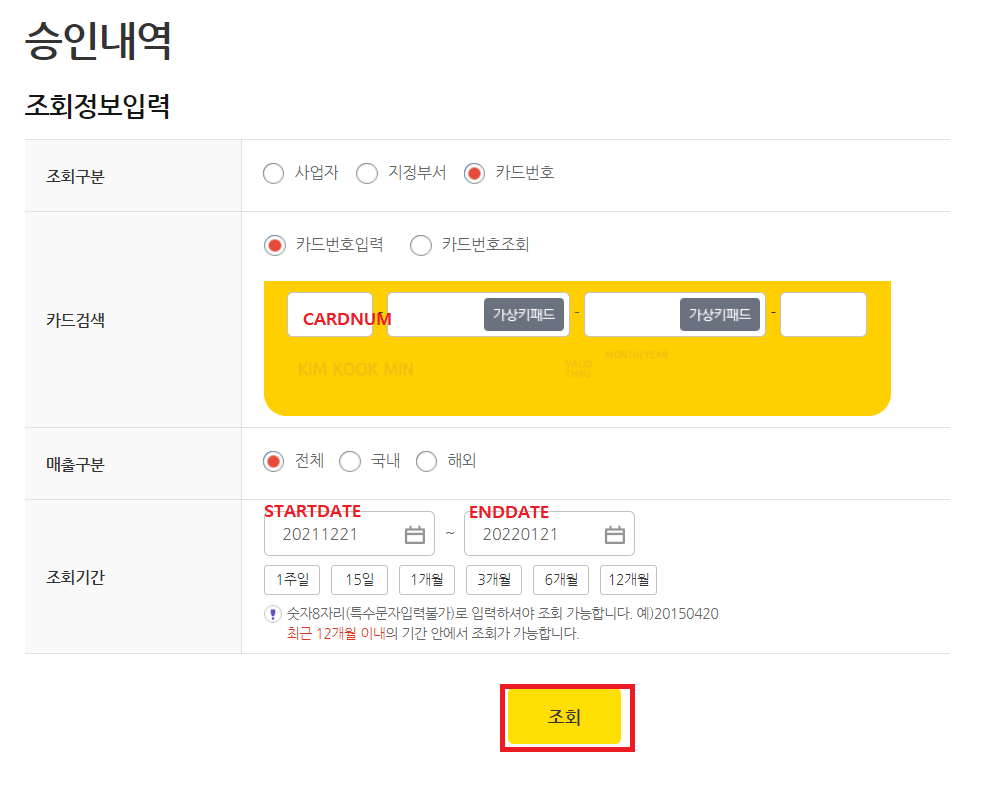 승인내역
조회정보입력
조회구분 사업자 지정부서 카드번호
카드번호입력 카드번호조회
카드검색 CARDNUM - 가상키패드 - 가상키패드 -
MONTH/YEAR
KIM KOOK MIN VALID
THRU
매출구분 전체 국내 해외
STARTDATE ENDDATE
20211221 ~ 20220121
조회기간 1주일 15일 1개월 3개월 6개월 12개월
숫자8자리(특수문자입력불가)로 입력하셔야 조회 가능합니다. 예)20150420
최근 12개월 이내의 기간 안에서 조회가 가능합니다.
조회